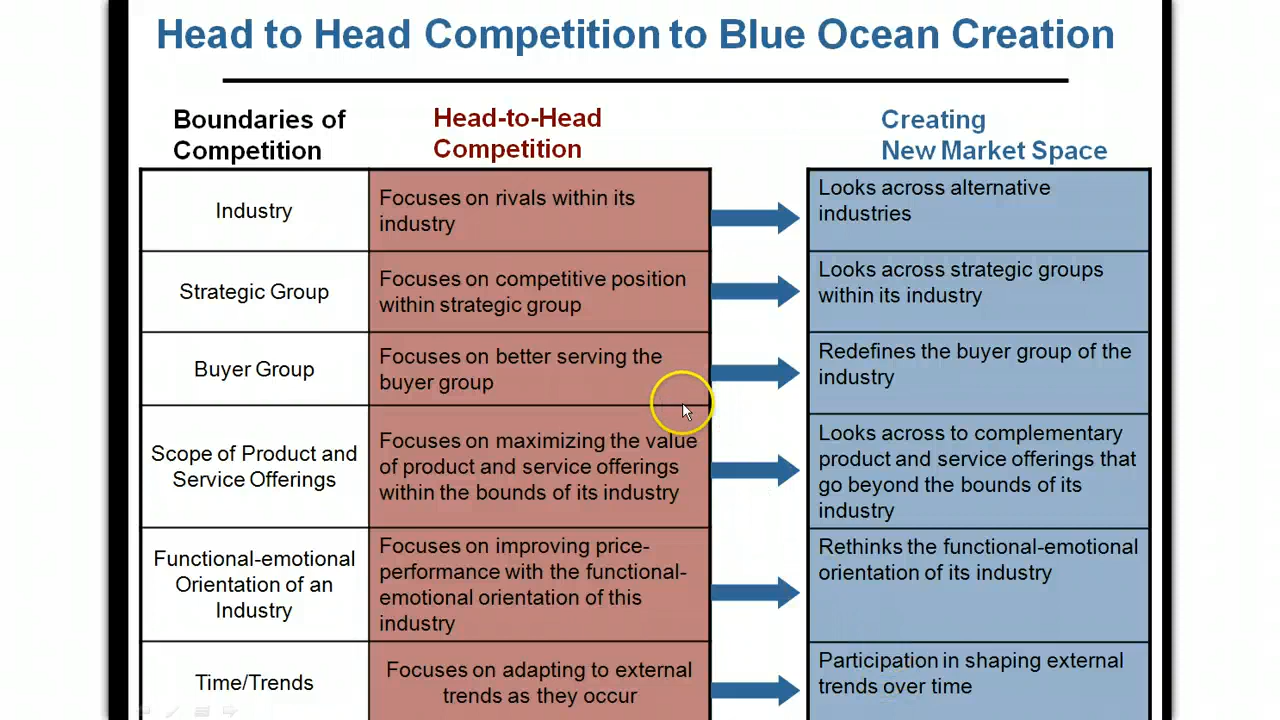 Head to Head Competition to Blue Ocean Creation
Boundaries of
Competition
Head-to-Head
Competition
Creating
New Market Space
Industry
Focuses on rivals within its
industry
Looks across alternative
industries
Strategic Group
Focuses on competitive position
within strategic group
Looks across strategic groups
within its industry
Buyer Group
Focuses on better serving the
buyer group
Redefines the buyer group of the
industry
Scope of Product and
Service Offerings
Focuses on maximizing the value
of product and service offerings
within the bounds of its industry
Looks across to complementary
product and service offerings that
go beyond the bounds of its
industry
Functional-emotional
Orientation of an
Industry
Focuses on improving price-
performance with the functional-
emotional orientation of this
industry
Rethinks the functional-emotional
orientation of its industry
Time/Trends
Focuses on adapting to external
trends as they occur
Participation in shaping external
trends over time